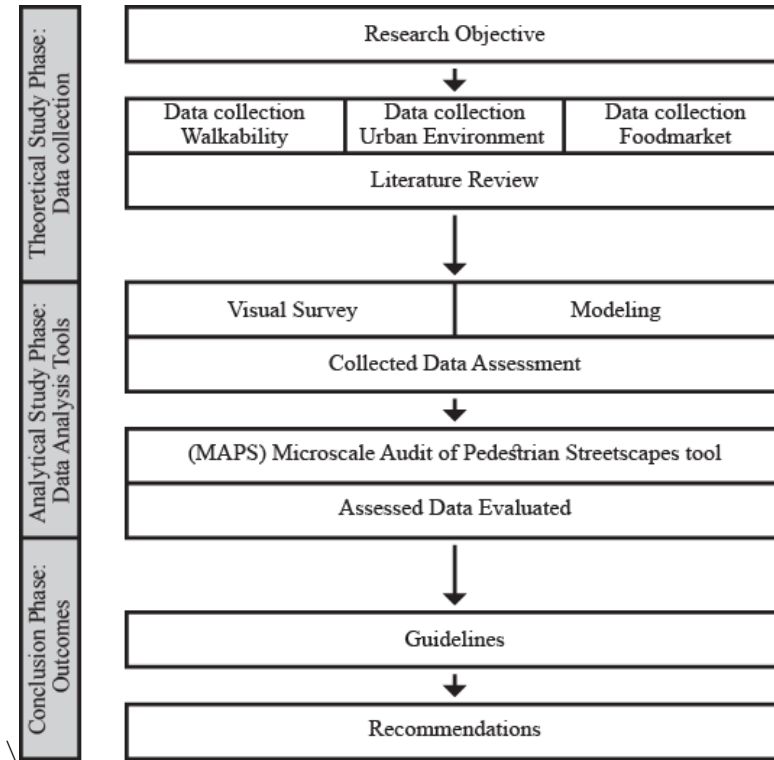 Theoretical Study Phase:
Data collection
Research Objective
Data collection
Walkability
Data collection
Urban Environment
Data collection
Foodmarket
Literature Review
Analytical Study Phase:
Data Analysis Tools
Visual Survey
Modeling
Collected Data Assessment
(MAPS) Microscale Audit of Pedestrian Streetscapes tool
Assessed Data Evaluated
Conclusion Phase:
Outcomes
Guidelines
Recommendations
\